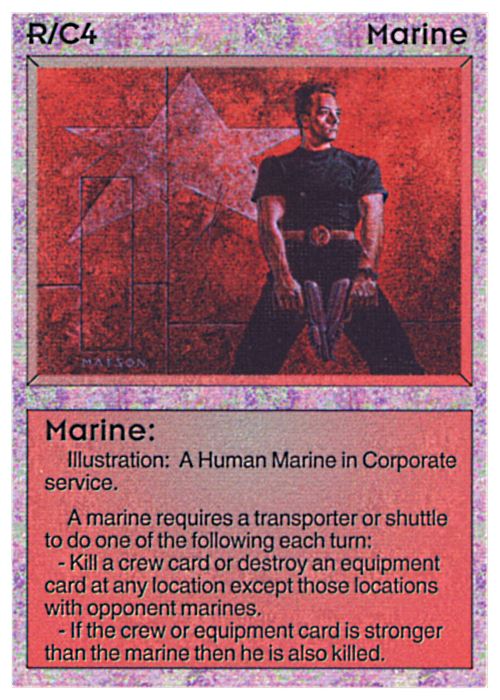 R/C4 Marine
MATSON
Marine:
Illustration: A Human Marine in Corporate
service.
A marine requires a transporter or shuttle
to do one of the following each turn:
- Kill a crew card or destroy an equipment
card at any location except those locations
with opponent marines.
- If the crew or equipment card is stronger
than the marine then he is also killed.